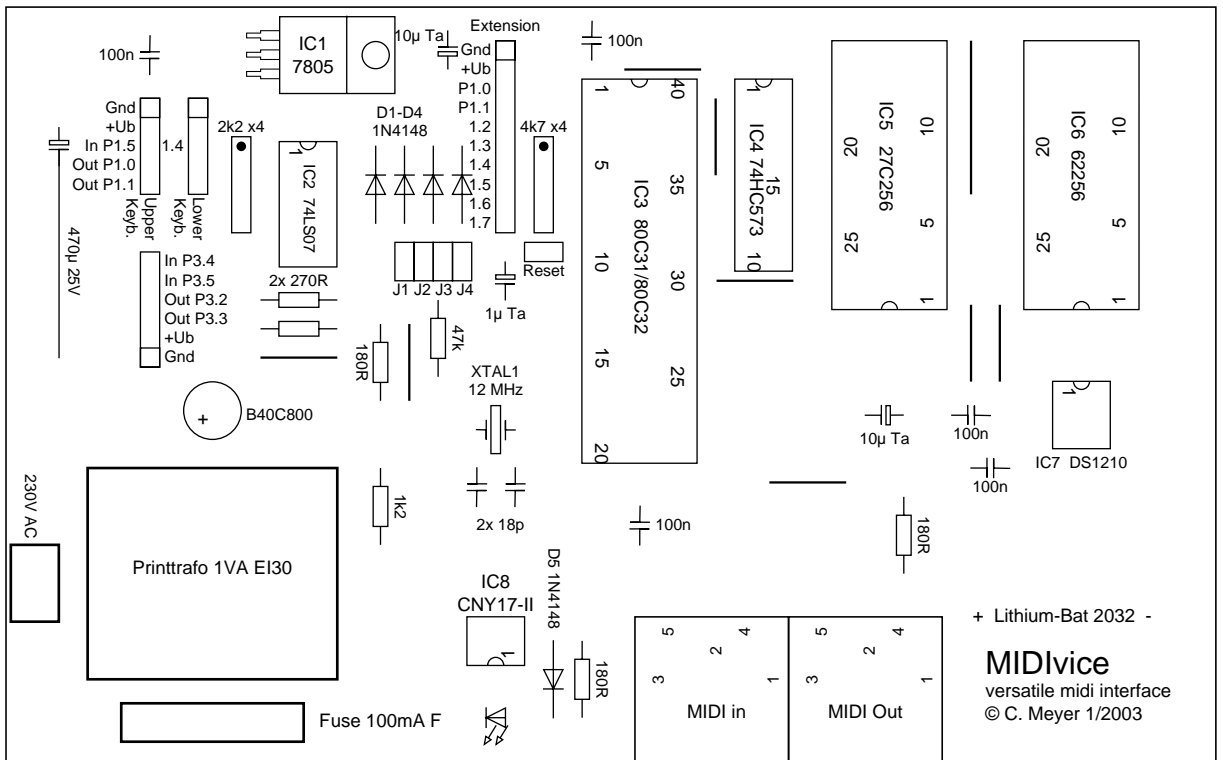 Extension
100n
IC1
7805
10µ Ta
Gnd
+Ub
P1.0
P1.1
1.2
1.3
1.4
1.5
1.6
1.7
100n
Gnd
+Ub
In P1.5
Out P1.0
Out P1.1
1.4
Upper
Keyb.
Lower
Keyb.
2k2 x4
1
IC2 74LS07
D1-D4
1N4148
4k7 x4
Reset
1
5
10
15
20
40
35
30
25
IC3 80C31/80C32
1
15
10
IC4 74HC573
20
25
10
5
1
IC5 27C256
20
25
10
5
1
IC6 62256
470µ 25V
In P3.4
In P3.5
Out P3.2
Out P3.3
+Ub
Gnd
2x 270R
J1 J2 J3 J4
1µ Ta
180R
47k
XTAL1
12 MHz
+
B40C800
10µ Ta
100n
1
IC7 DS1210
100n
230V AC
1k2
2x 18p
100n
180R
Printtrafo 1VA EI30
IC8
CNY17-II
1
D5 1N4148
180R
Fuse 100mA F
5
4
2
3
1
MIDI in
5
4
2
3
1
MIDI Out
+ Lithium-Bat 2032 -
MIDIvice
versatile midi interface
© C. Meyer 1/2003